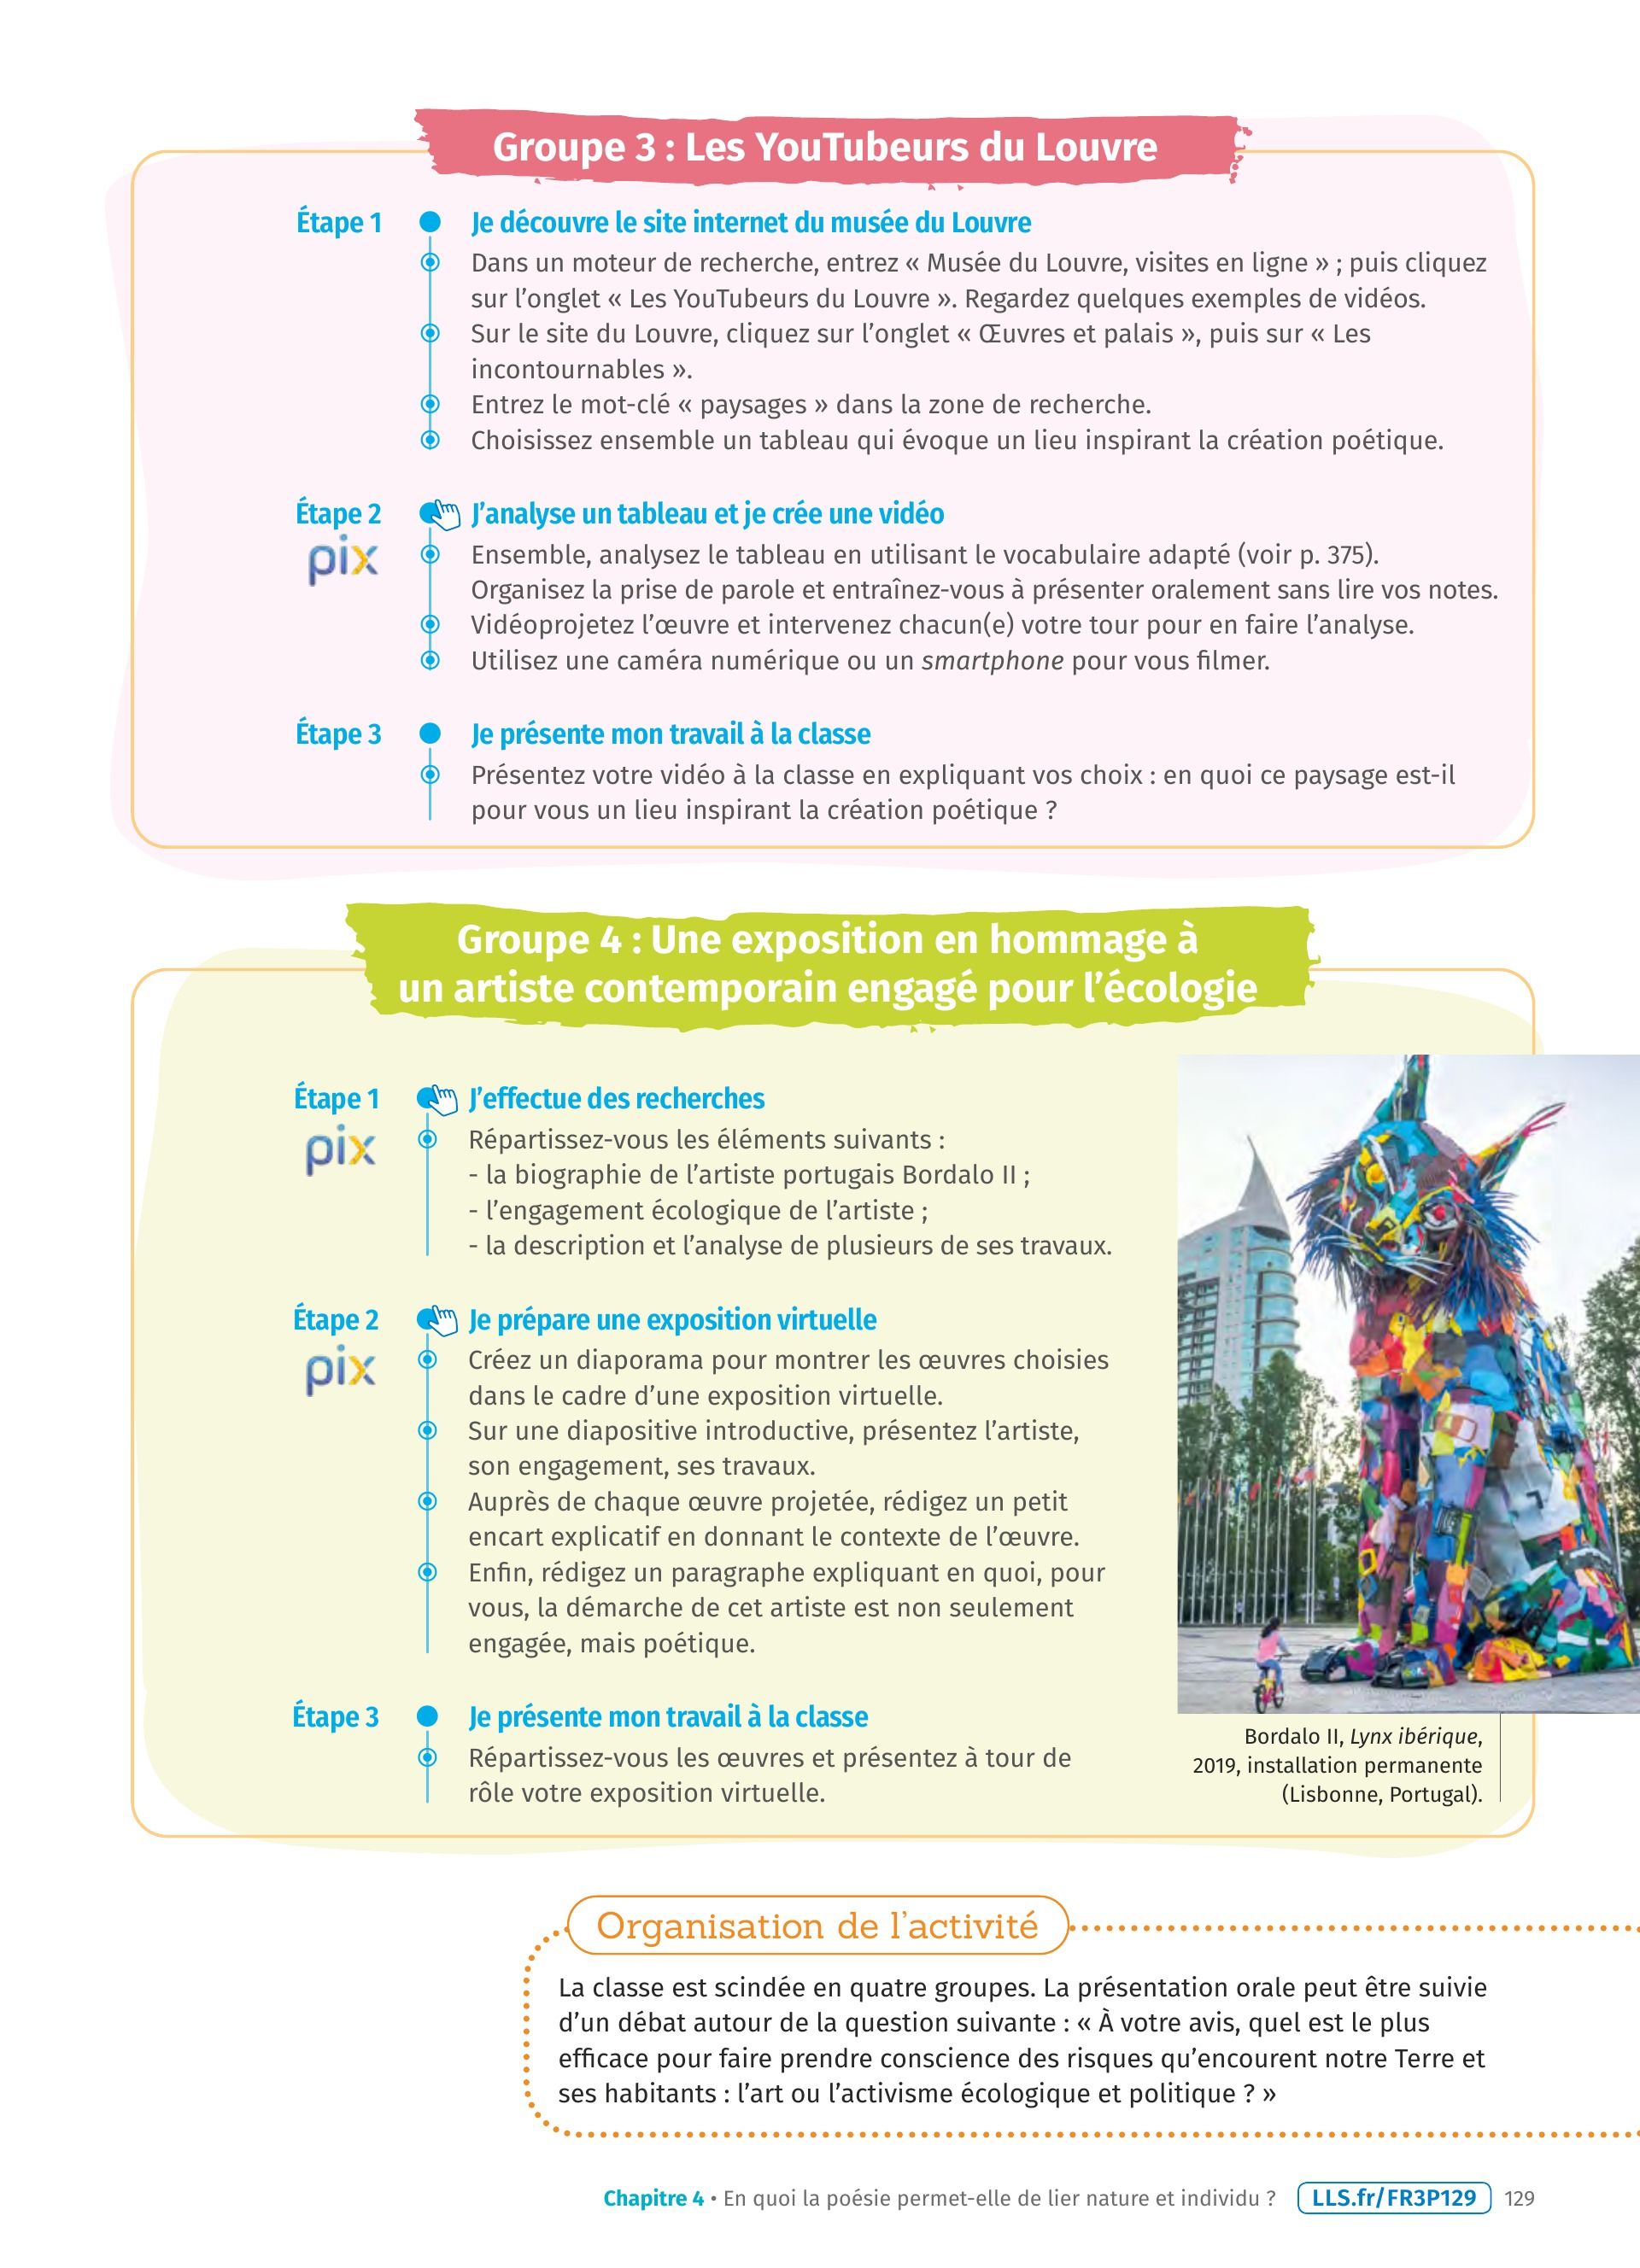 Groupe 3 : Les YouTubeurs du Louvre
Étape 1
Je découvre le site internet du musée du Louvre
Dans un moteur de recherche, entrez « Musée du Louvre, visites en ligne » ; puis cliquez
sur l'onglet « Les YouTubeurs du Louvre ». Regardez quelques exemples de vidéos.
Sur le site du Louvre, cliquez sur l'onglet « Œuvres et palais », puis sur « Les
incontournables ».
Entrez le mot-clé « paysages » dans la zone de recherche.
Choisissez ensemble un tableau qui évoque un lieu inspirant la création poétique.
Étape 2
pix
J'analyse un tableau et je crée une vidéo
Ensemble, analysez le tableau en utilisant le vocabulaire adapté (voir p. 375).
Organisez la prise de parole et entraînez-vous à présenter oralement sans lire vos notes.
Vidéoprojetez l'œuvre et intervenez chacun(e) votre tour pour en faire l'analyse.
Utilisez une caméra numérique ou un smartphone pour vous filmer.
Étape 3
Je présente mon travail à la classe
Présentez votre vidéo à la classe en expliquant vos choix : en quoi ce paysage est-il
pour vous un lieu inspirant la création poétique ?
Groupe 4 : Une exposition en hommage à
un artiste contemporain engagé pour l'écologie
Étape 1
pix
J'effectue des recherches
Répartissez-vous les éléments suivants :
- la biographie de l'artiste portugais Bordalo II ;
- l'engagement écologique de l'artiste ;
- la description et l'analyse de plusieurs de ses travaux.
Étape 2
pix
Je prépare une exposition virtuelle
Créez un diaporama pour montrer les œuvres choisies
dans le cadre d'une exposition virtuelle.
Sur une diapositive introductive, présentez l'artiste,
son engagement, ses travaux.
Auprès de chaque œuvre projetée, rédigez un petit
encart explicatif en donnant le contexte de l'œuvre.
Enfin, rédigez un paragraphe expliquant en quoi, pour
vous, la démarche de cet artiste est non seulement
engagée, mais poétique.
Étape 3
Je présente mon travail à la classe
Répartissez-vous les œuvres et présentez à tour de
rôle votre exposition virtuelle.
Bordalo II, Lynx ibérique,
2019, installation permanente
(Lisbonne, Portugal).
Organisation de l'activité
La classe est scindée en quatre groupes. La présentation orale peut être suivie
d'un débat autour de la question suivante : « À votre avis, quel est le plus
efficace pour faire prendre conscience des risques qu'encourent notre Terre et
ses habitants : l'art ou l'activisme écologique et politique ? »
Chapitre 4 • En quoi la poésie permet-elle de lier nature et individu ? LLS.fr/FR3P129 129